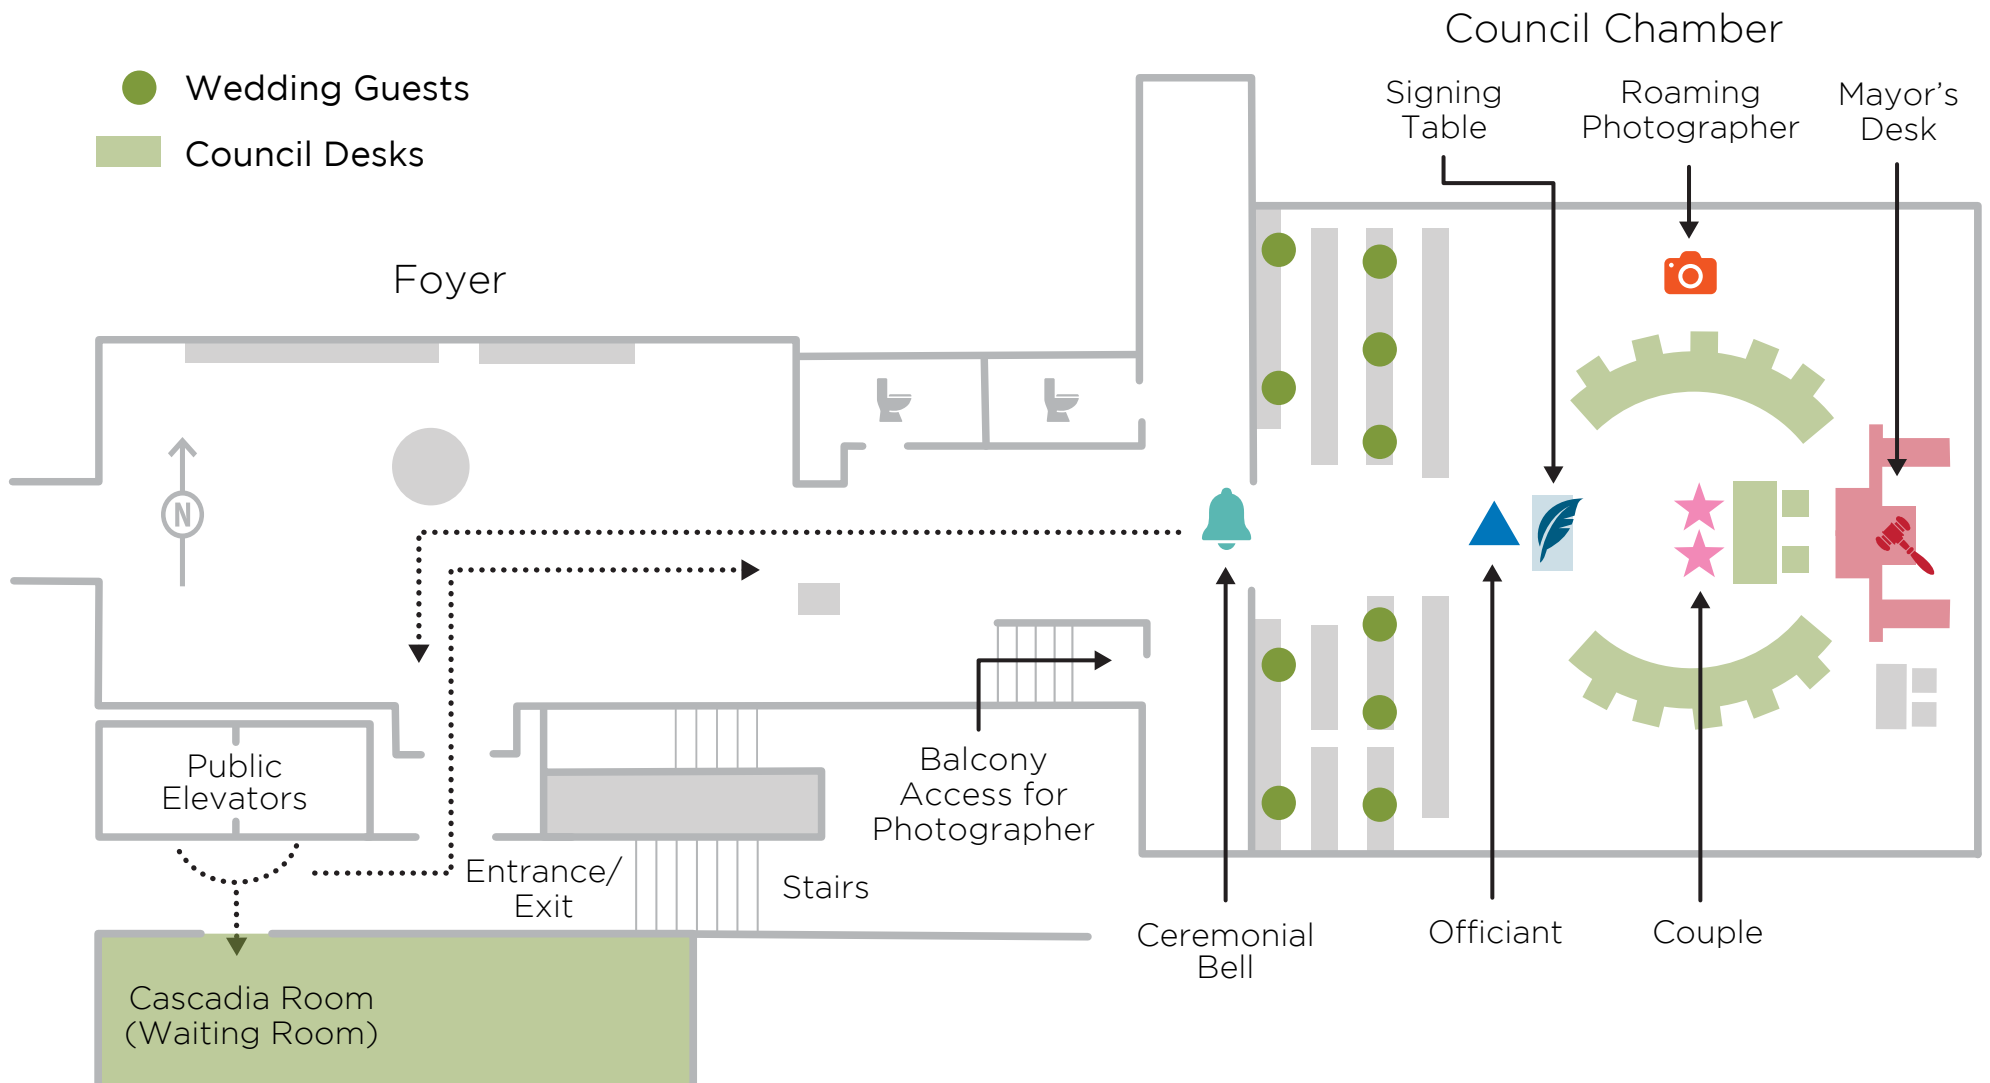 Council Chamber
Wedding Guests
Council Desks
Signing
Table
Roaming
Photographer
Mayor's
Desk
Foyer
N
Public
Elevators
Balcony
Access for
Photographer
Entrance/
Exit
Stairs
Ceremonial
Bell
Officiant
Couple
Cascadia Room
(Waiting Room)